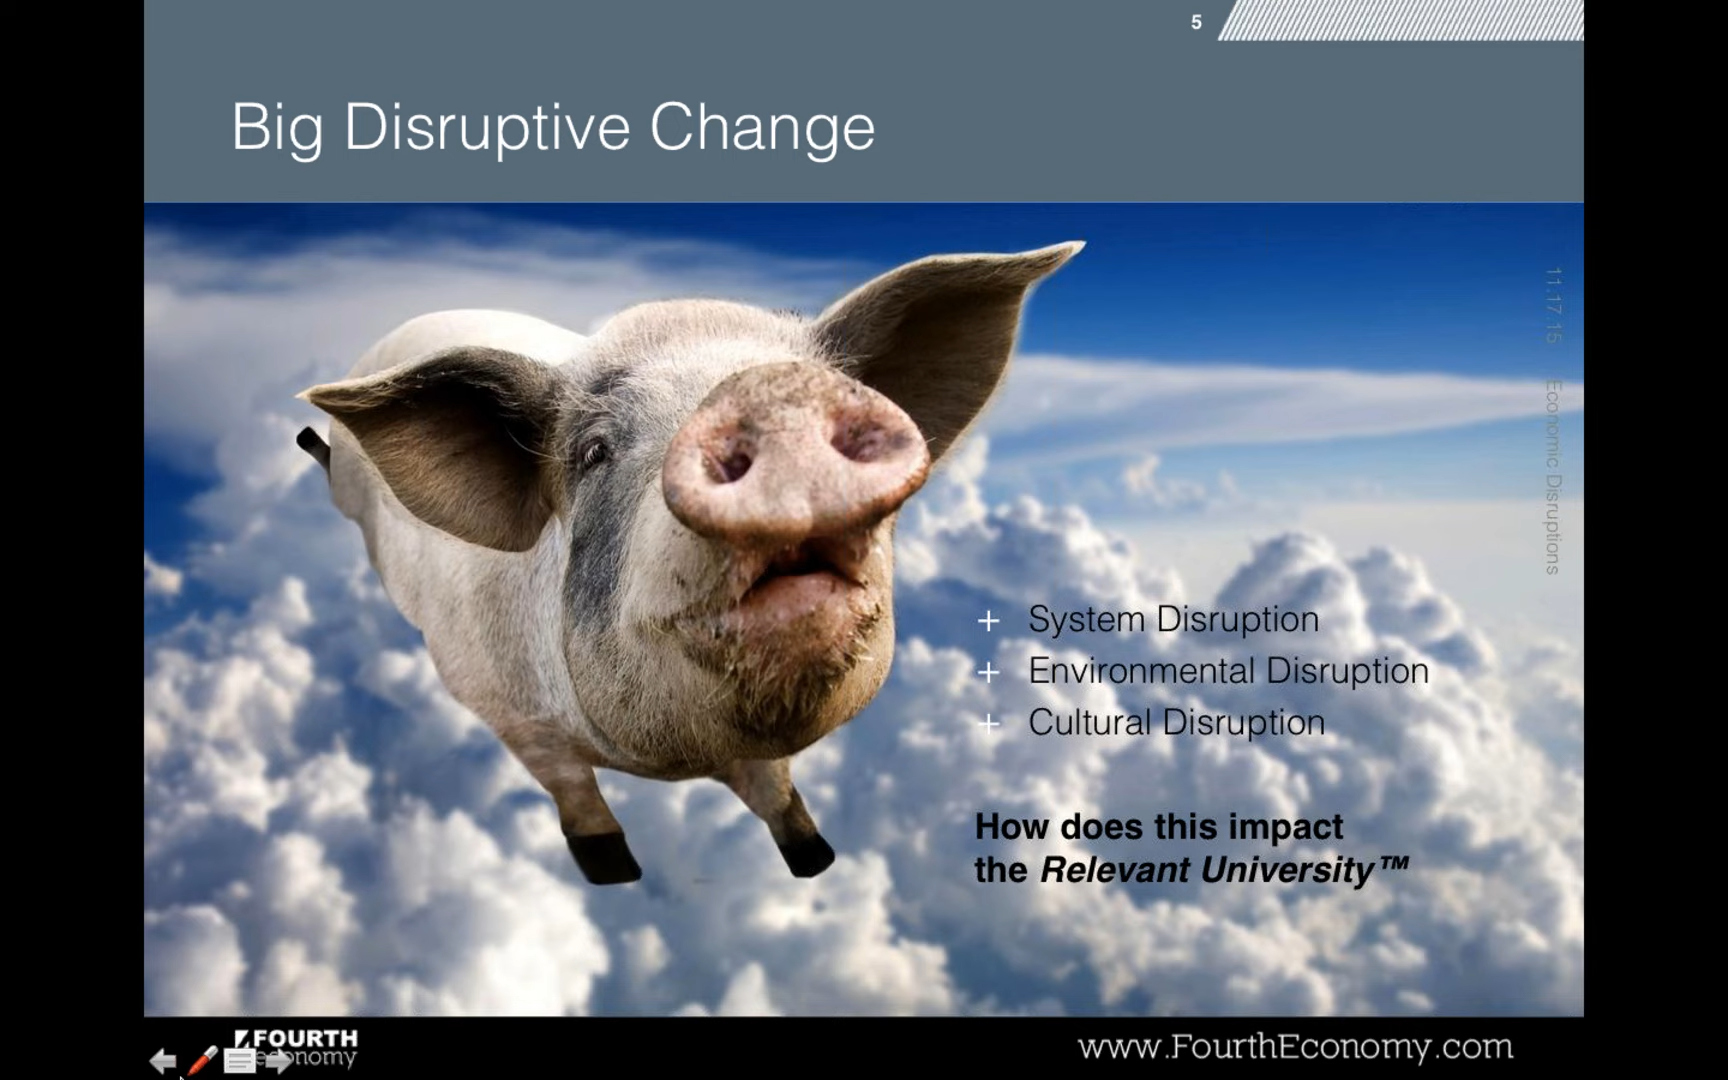 5
Big Disruptive Change
11.17.15 Economic Disruptions
+ System Disruption
+ Environmental Disruption
+ Cultural Disruption
How does this impact
the Relevant University™
FOURTH
economy
www.FourthEconomy.com